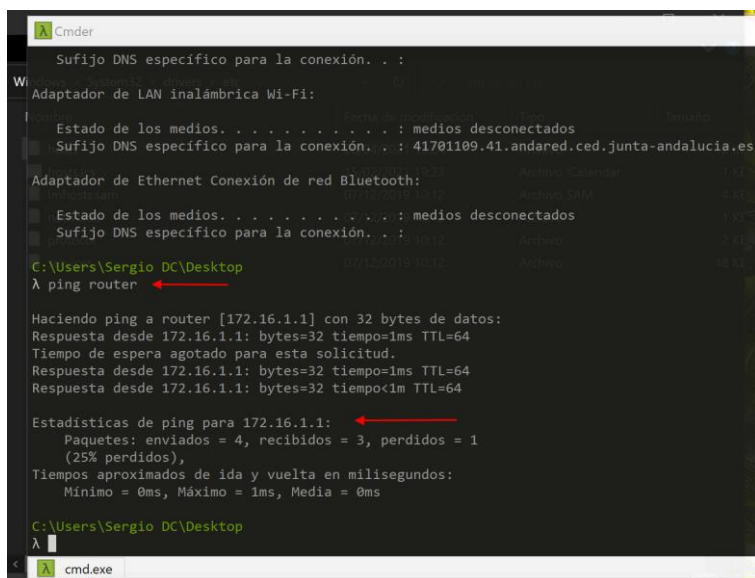 Cmder
Sufijo DNS específico para la conexión. . :
Adaptador de LAN inalámbrica Wi-Fi:
Estado de los medios. . . . . . . . . . . : medios desconectados
Sufijo DNS específico para la conexión. . : 41701109.41.andared.ced.junta-andalucia.es
Adaptador de Ethernet Conexión de red Bluetooth:
Estado de los medios. . . . . . . . . . . : medios desconectados
Sufijo DNS específico para la conexión. . :
C:\Users\Sergio DC\Desktop
λ ping router
Haciendo ping a router [172.16.1.1] con 32 bytes de datos:
Respuesta desde 172.16.1.1: bytes=32 tiempo=1ms TTL=64
Tiempo de espera agotado para esta solicitud.
Respuesta desde 172.16.1.1: bytes=32 tiempo=1ms TTL=64
Respuesta desde 172.16.1.1: bytes=32 tiempo<1m TTL=64
Estadísticas de ping para 172.16.1.1:
Paquetes: enviados = 4, recibidos = 3, perdidos = 1
(25% perdidos),
Tiempos aproximados de ida y vuelta en milisegundos:
Mínimo = 0ms, Máximo = 1ms, Media = 0ms
C:\Users\Sergio DC\Desktop
λ
λ cmd.exe